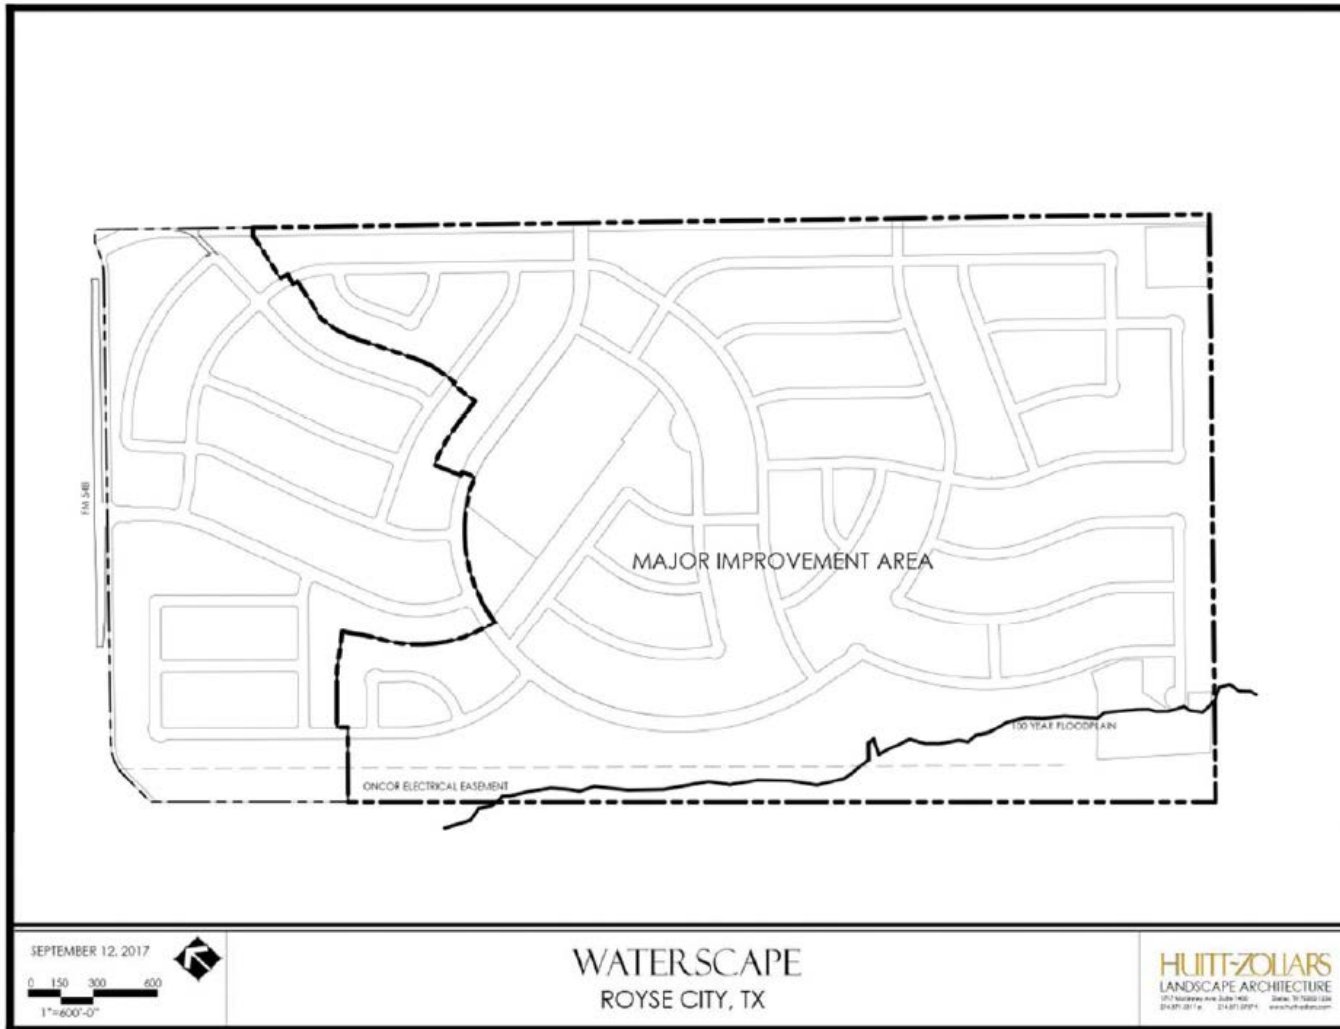 FM 548
MAJOR IMPROVEMENT AREA
100 YEAR FLOODPLAIN
ONCOR ELECTRICAL EASEMENT
SEPTEMBER 12, 2017
0 150 300 600
1"=600'-0"
WATERSCAPE
ROYSE CITY, TX
HUITT-ZOLLARS
LANDSCAPE ARCHITECTURE